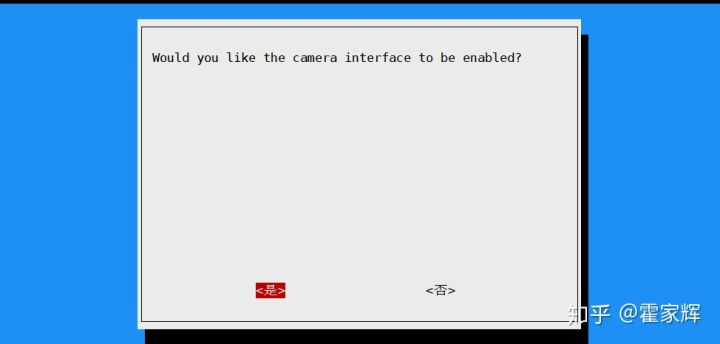 Would you like the camera interface to be enabled?
<是> <否>
知乎 @霍家辉